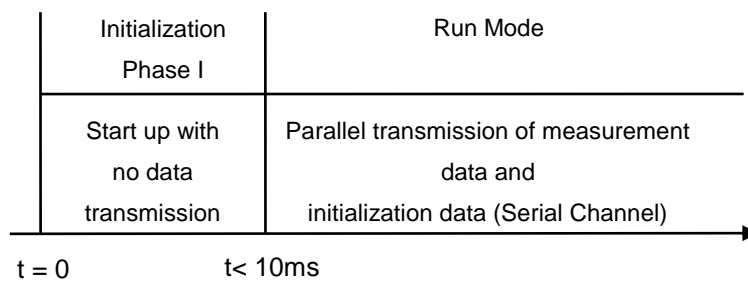 Initialization
Phase I
Run Mode
Start up with
no data
transmission
Parallel transmission of measurement
data and
initialization data (Serial Channel)
t = 0
t< 10ms